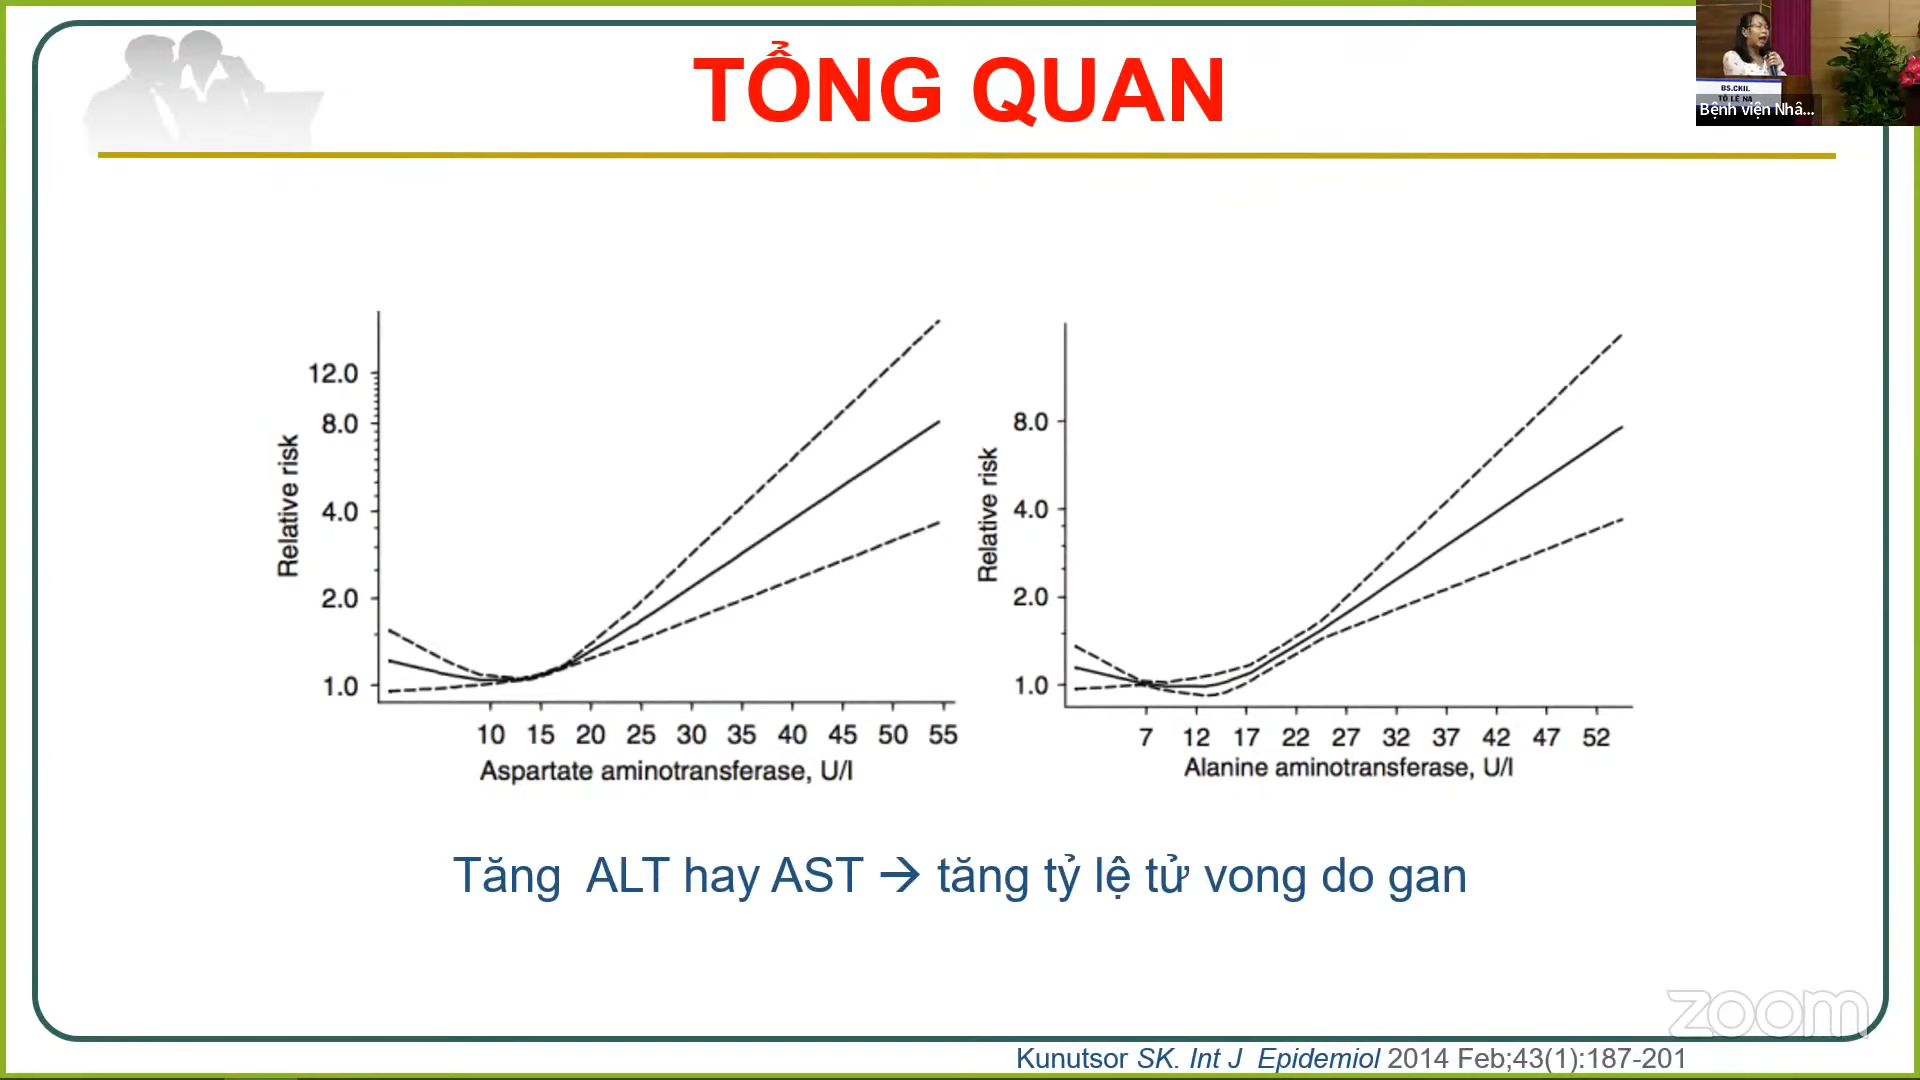 TỔNG QUAN
BS.CKII.
TÔ LÊ NA
Bệnh viện Nhâ...
12.0
8.0
4.0
2.0
1.0
Relative risk
10 15 20 25 30 35 40 45 50 55
Aspartate aminotransferase, U/l
8.0
4.0
2.0
1.0
Relative risk
7 12 17 22 27 32 37 42 47 52
Alanine aminotransferase, U/l
Tăng ALT hay AST → tăng tỷ lệ tử vong do gan
zoom
Kunutsor SK. Int J Epidemiol 2014 Feb;43(1):187-201